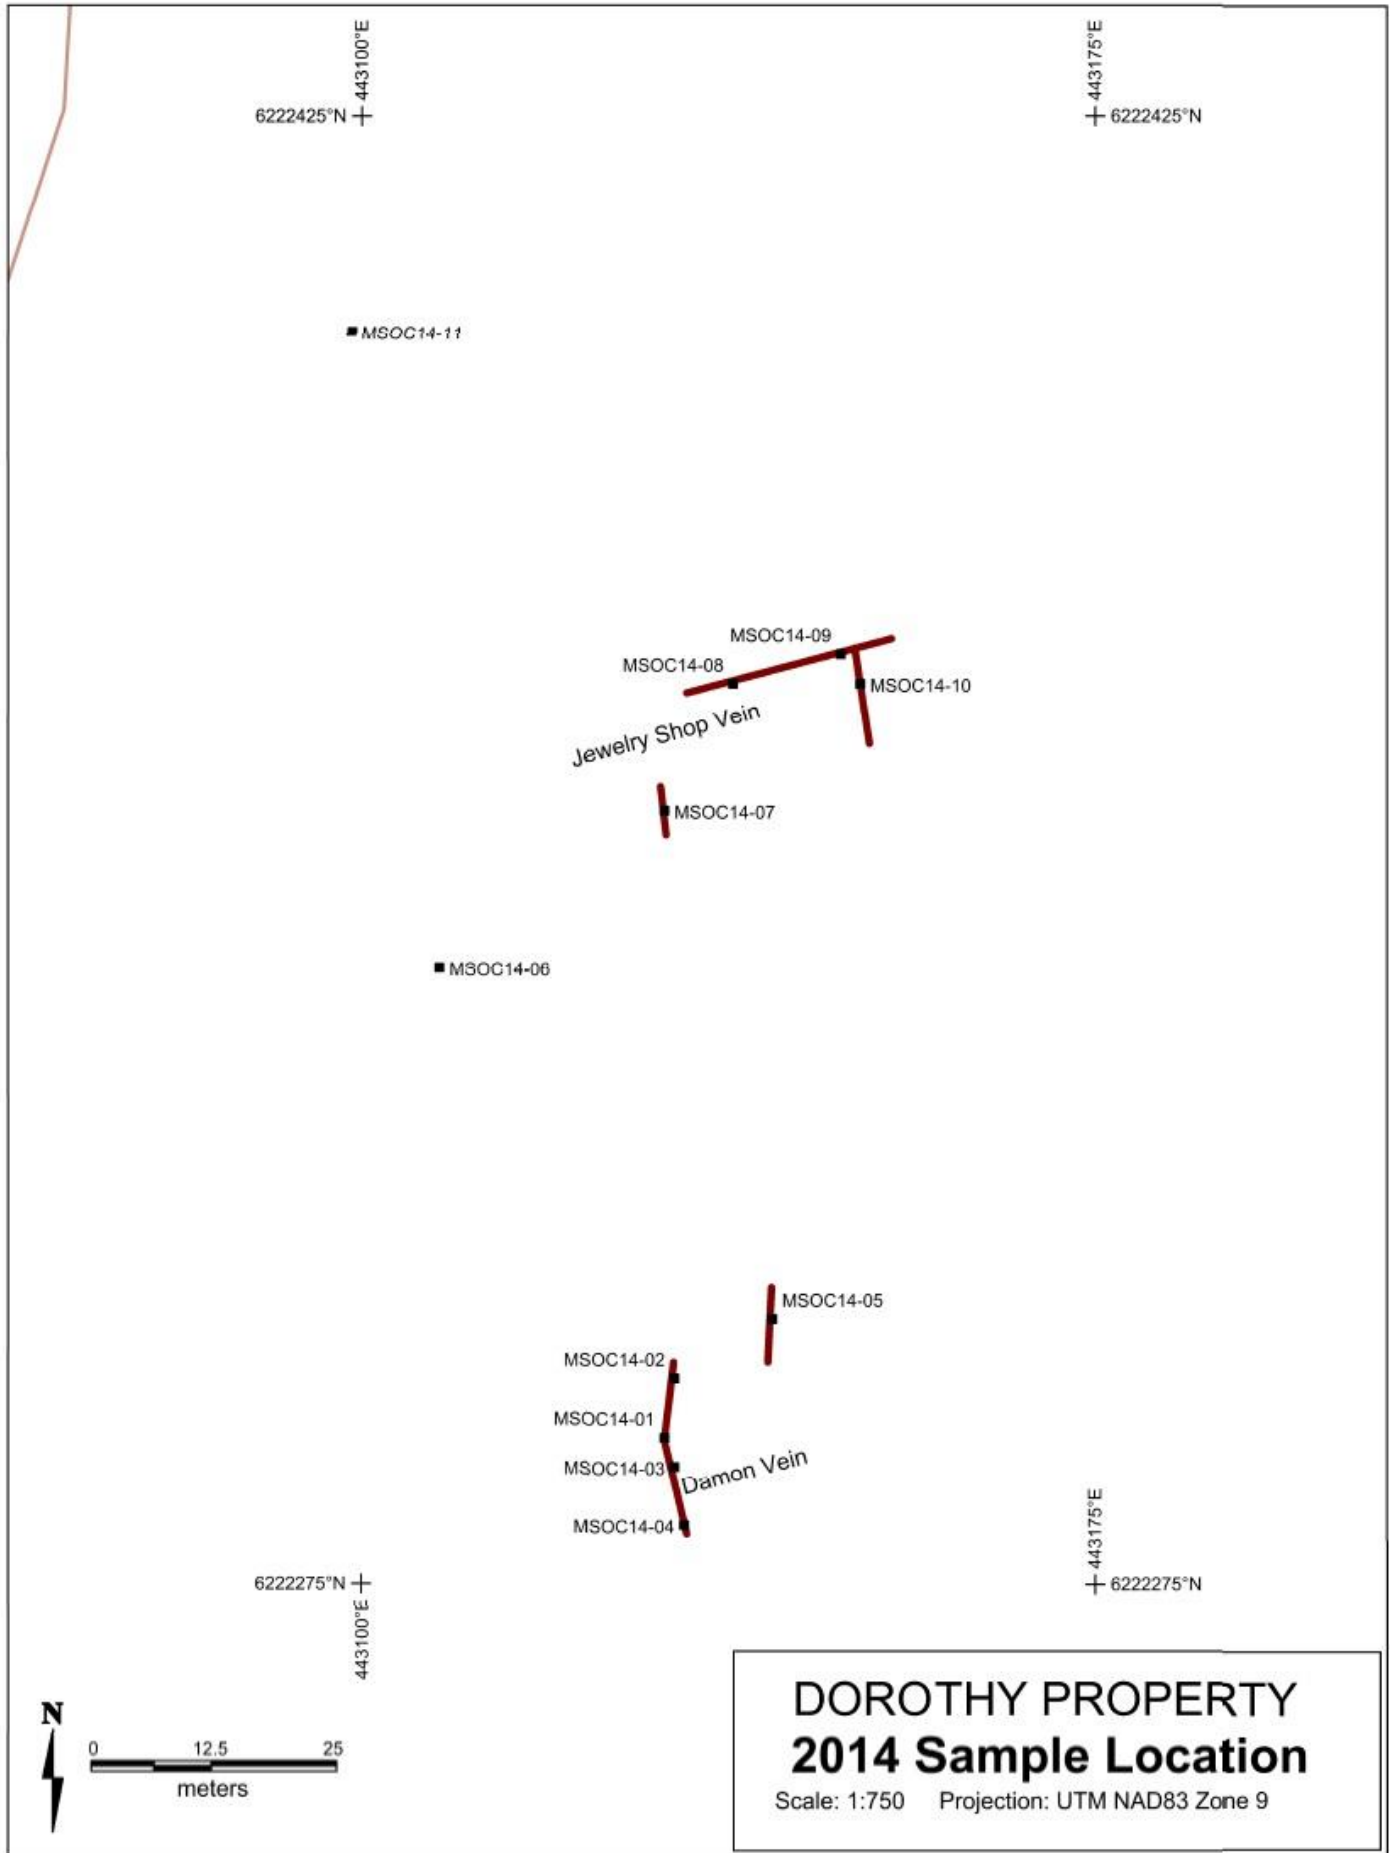 443100°E
443175°E
6222425°N
6222425°N
MSOC14-11
MSOC14-09
MSOC14-08
MSOC14-10
Jewelry Shop Vein
MSOC14-07
MSOC14-06
MSOC14-05
MSOC14-02
MSOC14-01
MSOC14-03
Damon Vein
MSOC14-04
443175°E
6222275°N
6222275°N
443100°E
N
0 12.5 25
meters
DOROTHY PROPERTY
2014 Sample Location
Scale: 1:750 Projection: UTM NAD83 Zone 9